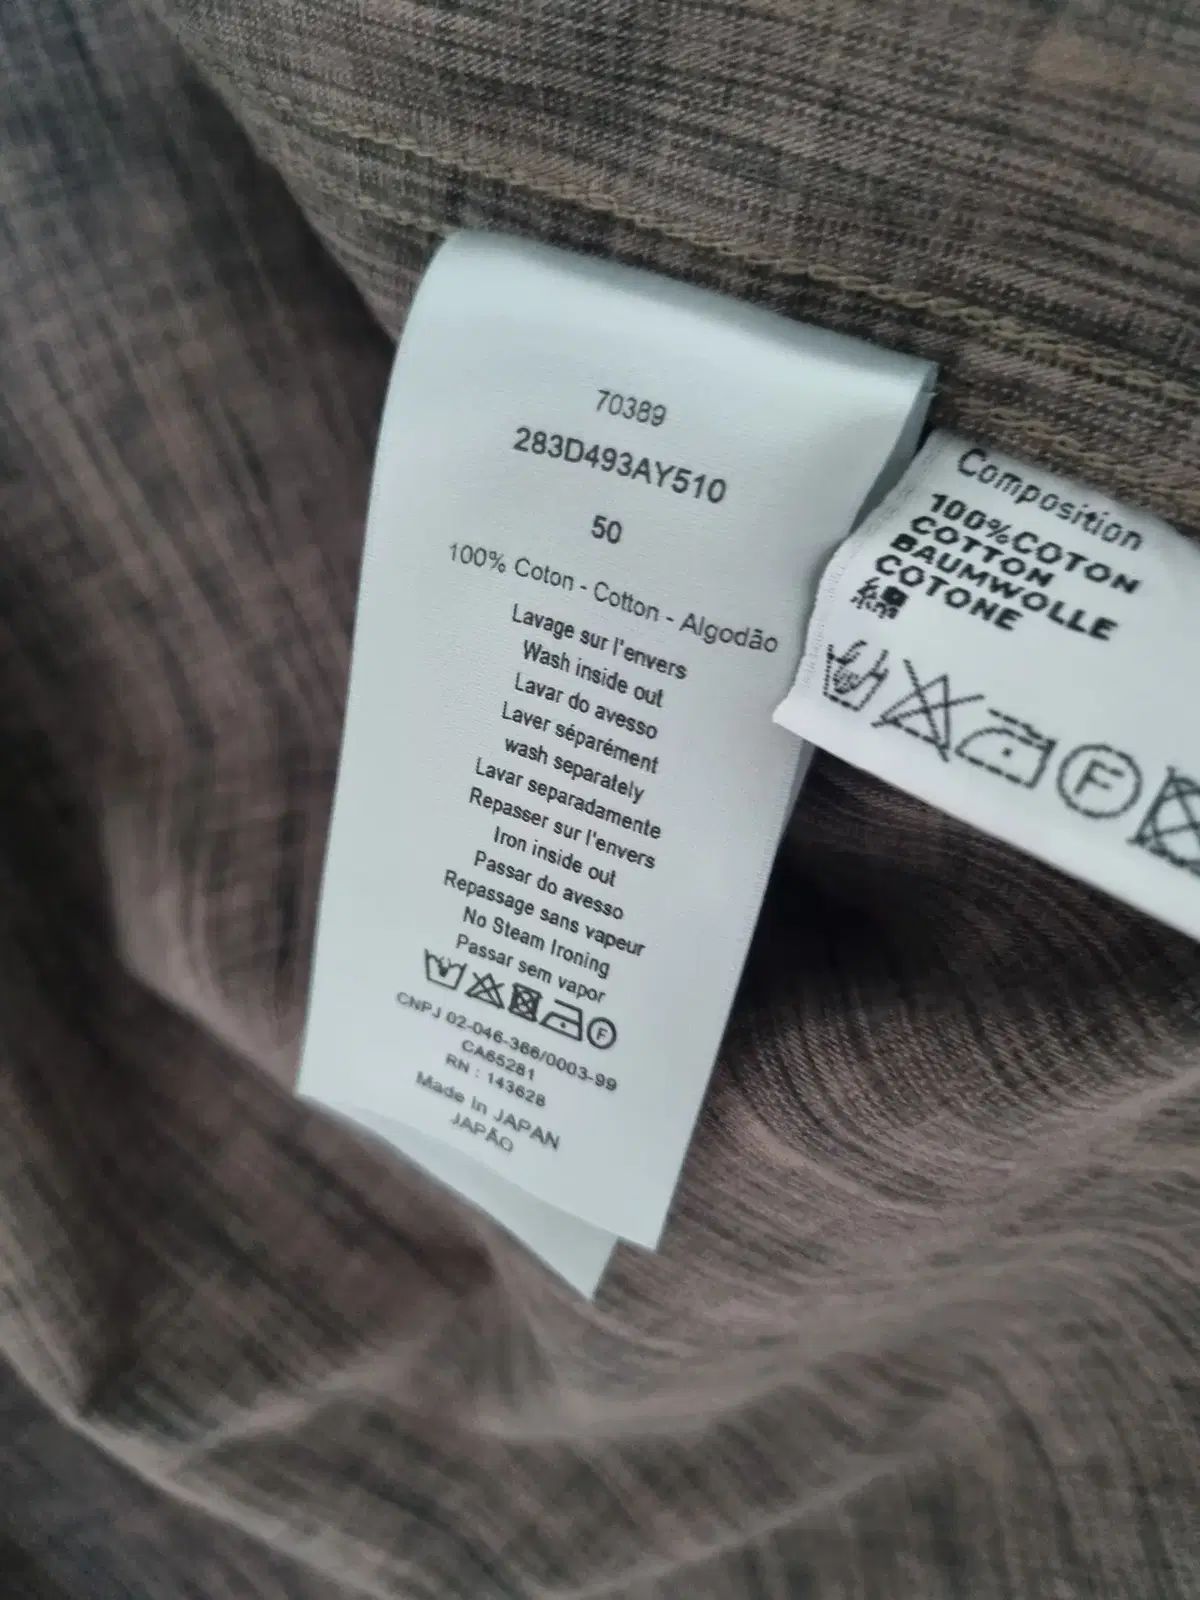 70389
283D493AY510
50
100% Coton - Cotton - Algodão
Lavage sur l'envers
Wash inside out
Lavar do avesso
Laver séparément
wash separately
Lavar separadamente
Repasser sur l'envers
Iron inside out
Passar do avesso
Repassage sans vapeur
No Steam Ironing
Passar sem vapor
F
CNPJ 02-046-366/0003-99
CA65281
RN : 143628
Made In JAPAN
JAPÃO
Composition
100%COTON
COTTON
BAUMWOLLE
COTONE
F